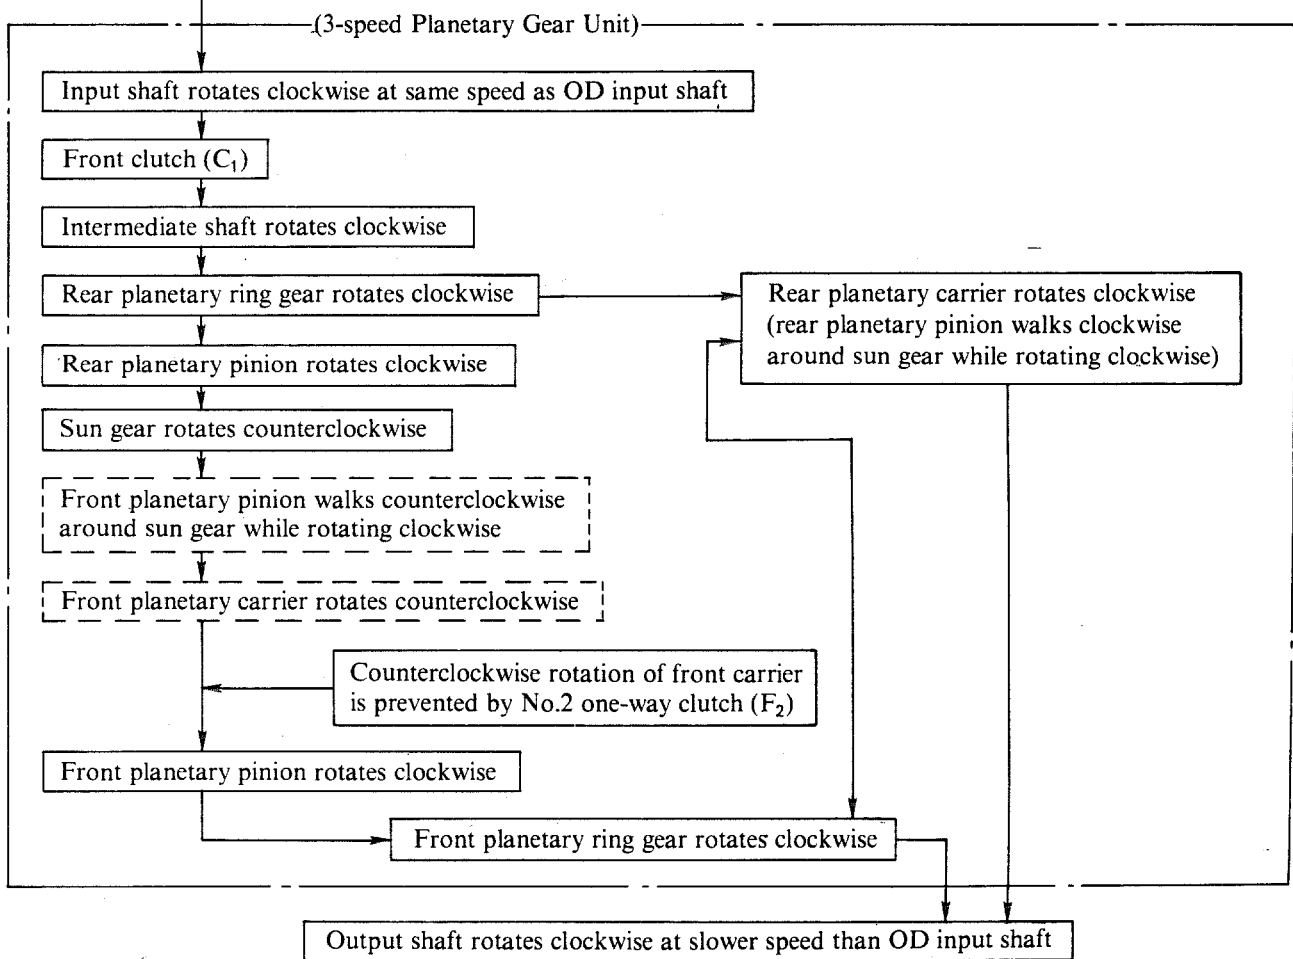 (3-speed Planetary Gear Unit)
Input shaft rotates clockwise at same speed as OD input shaft
Front clutch (C₁)
Intermediate shaft rotates clockwise
Rear planetary ring gear rotates clockwise
Rear planetary carrier rotates clockwise
(rear planetary pinion walks clockwise
around sun gear while rotating clockwise)
Rear planetary pinion rotates clockwise
Sun gear rotates counterclockwise
Front planetary pinion walks counterclockwise
around sun gear while rotating clockwise
Front planetary carrier rotates counterclockwise
Counterclockwise rotation of front carrier
is prevented by No.2 one-way clutch (F₂)
Front planetary pinion rotates clockwise
Front planetary ring gear rotates clockwise
Output shaft rotates clockwise at slower speed than OD input shaft